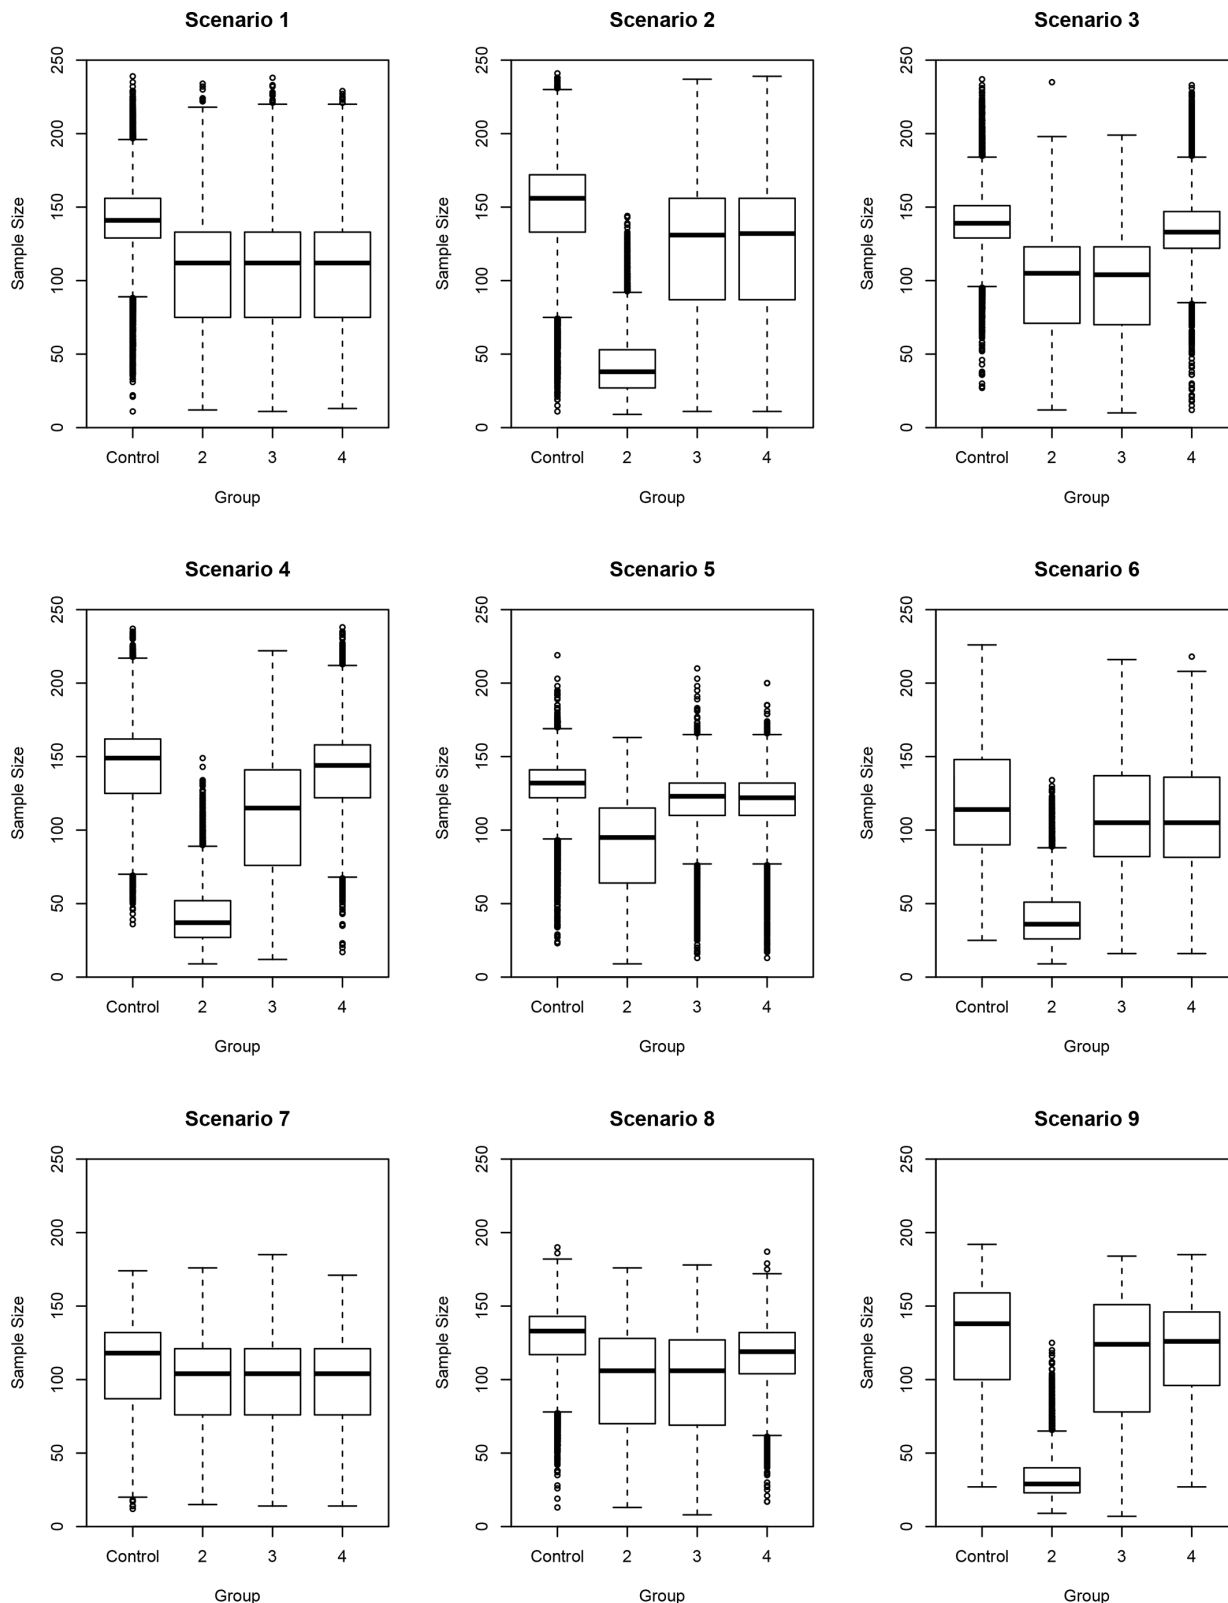 Scenario 1
Sample Size
0 50 100 150 200 250
Control 2 3 4
Group
Scenario 2
Sample Size
0 50 100 150 200 250
Control 2 3 4
Group
Scenario 3
Sample Size
0 50 100 150 200 250
Control 2 3 4
Group
Scenario 4
Sample Size
0 50 100 150 200 250
Control 2 3 4
Group
Scenario 5
Sample Size
0 50 100 150 200 250
Control 2 3 4
Group
Scenario 6
Sample Size
0 50 100 150 200 250
Control 2 3 4
Group
Scenario 7
Sample Size
0 50 100 150 200 250
Control 2 3 4
Group
Scenario 8
Sample Size
0 50 100 150 200 250
Control 2 3 4
Group
Scenario 9
Sample Size
0 50 100 150 200 250
Control 2 3 4
Group